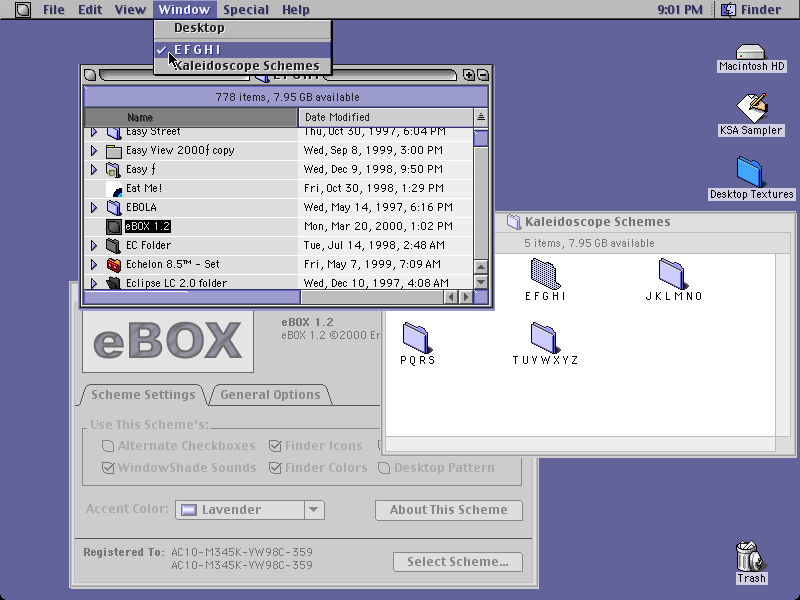 File Edit View Window Special Help 9:01 PM Finder
Desktop
✓ E F G H I
Kaleidoscope Schemes
E F G H I
778 items, 7.95 GB available
Name Date Modified
Easy Street Thu, Oct 30, 1997, 6:04 PM
Easy View 2000ƒ copy Wed, Sep 8, 1999, 3:00 PM
Easy ƒ Wed, Dec 9, 1998, 9:50 PM
Eat Me! Fri, Oct 30, 1998, 1:29 PM
EBOLA Wed, May 14, 1997, 6:16 PM
eBOX 1.2 Mon, Mar 20, 2000, 1:02 PM
EC Folder Tue, Jul 14, 1998, 2:48 AM
Echelon 8.5™ - Set Fri, May 7, 1999, 7:09 AM
Eclipse LC 2.0 folder Wed, Dec 10, 1997, 4:08 AM
Macintosh HD
KSA Sampler
Desktop Textures
Kaleidoscope Schemes
5 items, 7.95 GB available
E F G H I
J K L M N O
P Q R S
T U V W X Y Z
eBOX
eBOX 1.2
eBOX 1.2 ©2000 Er
Scheme Settings General Options
Use This Scheme's:
Alternate Checkboxes Finder Icons
WindowShade Sounds Finder Colors Desktop Pattern
Accent Color: Lavender About This Scheme
Registered To: AC10-M345K-VW98C-359
AC10-M345K-VW98C-359
Select Scheme...
Trash